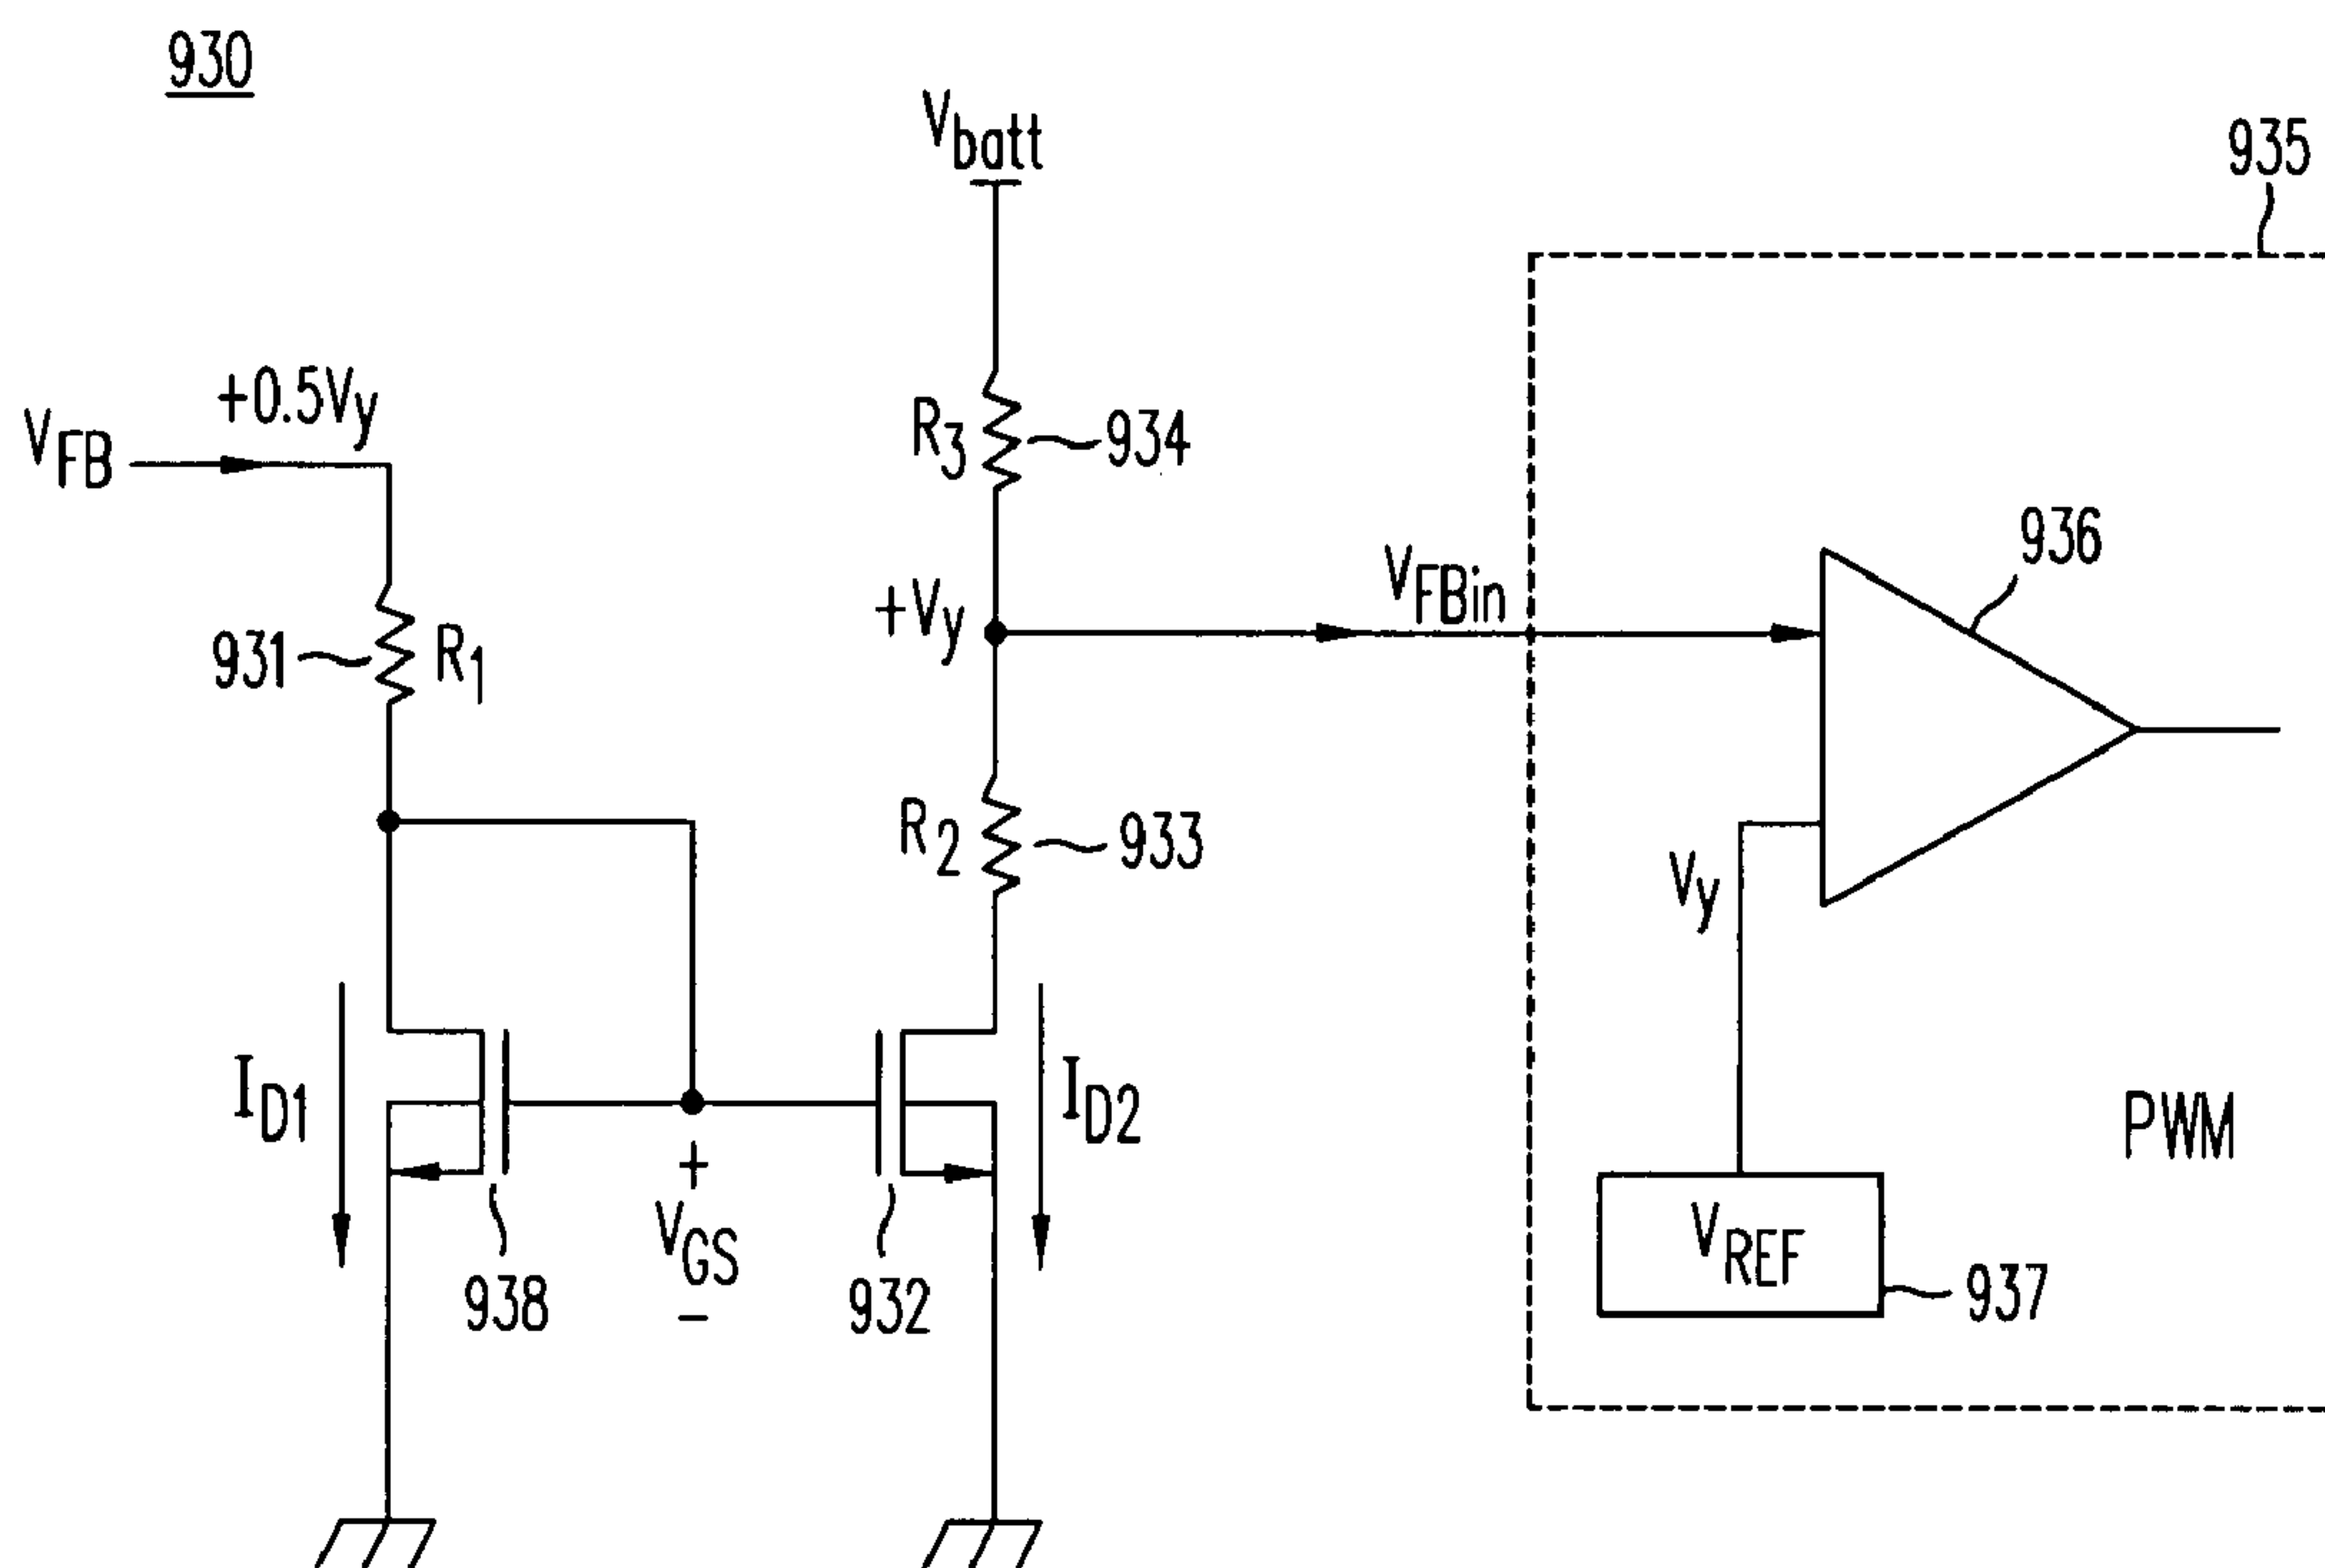 930
Vbatt
935
+0.5Vy
VFB
R3
934
936
VFBin
+Vy
931
R1
R2
933
Vy
ID1
ID2
PWM
+
VGS
-
938
932
VREF
937